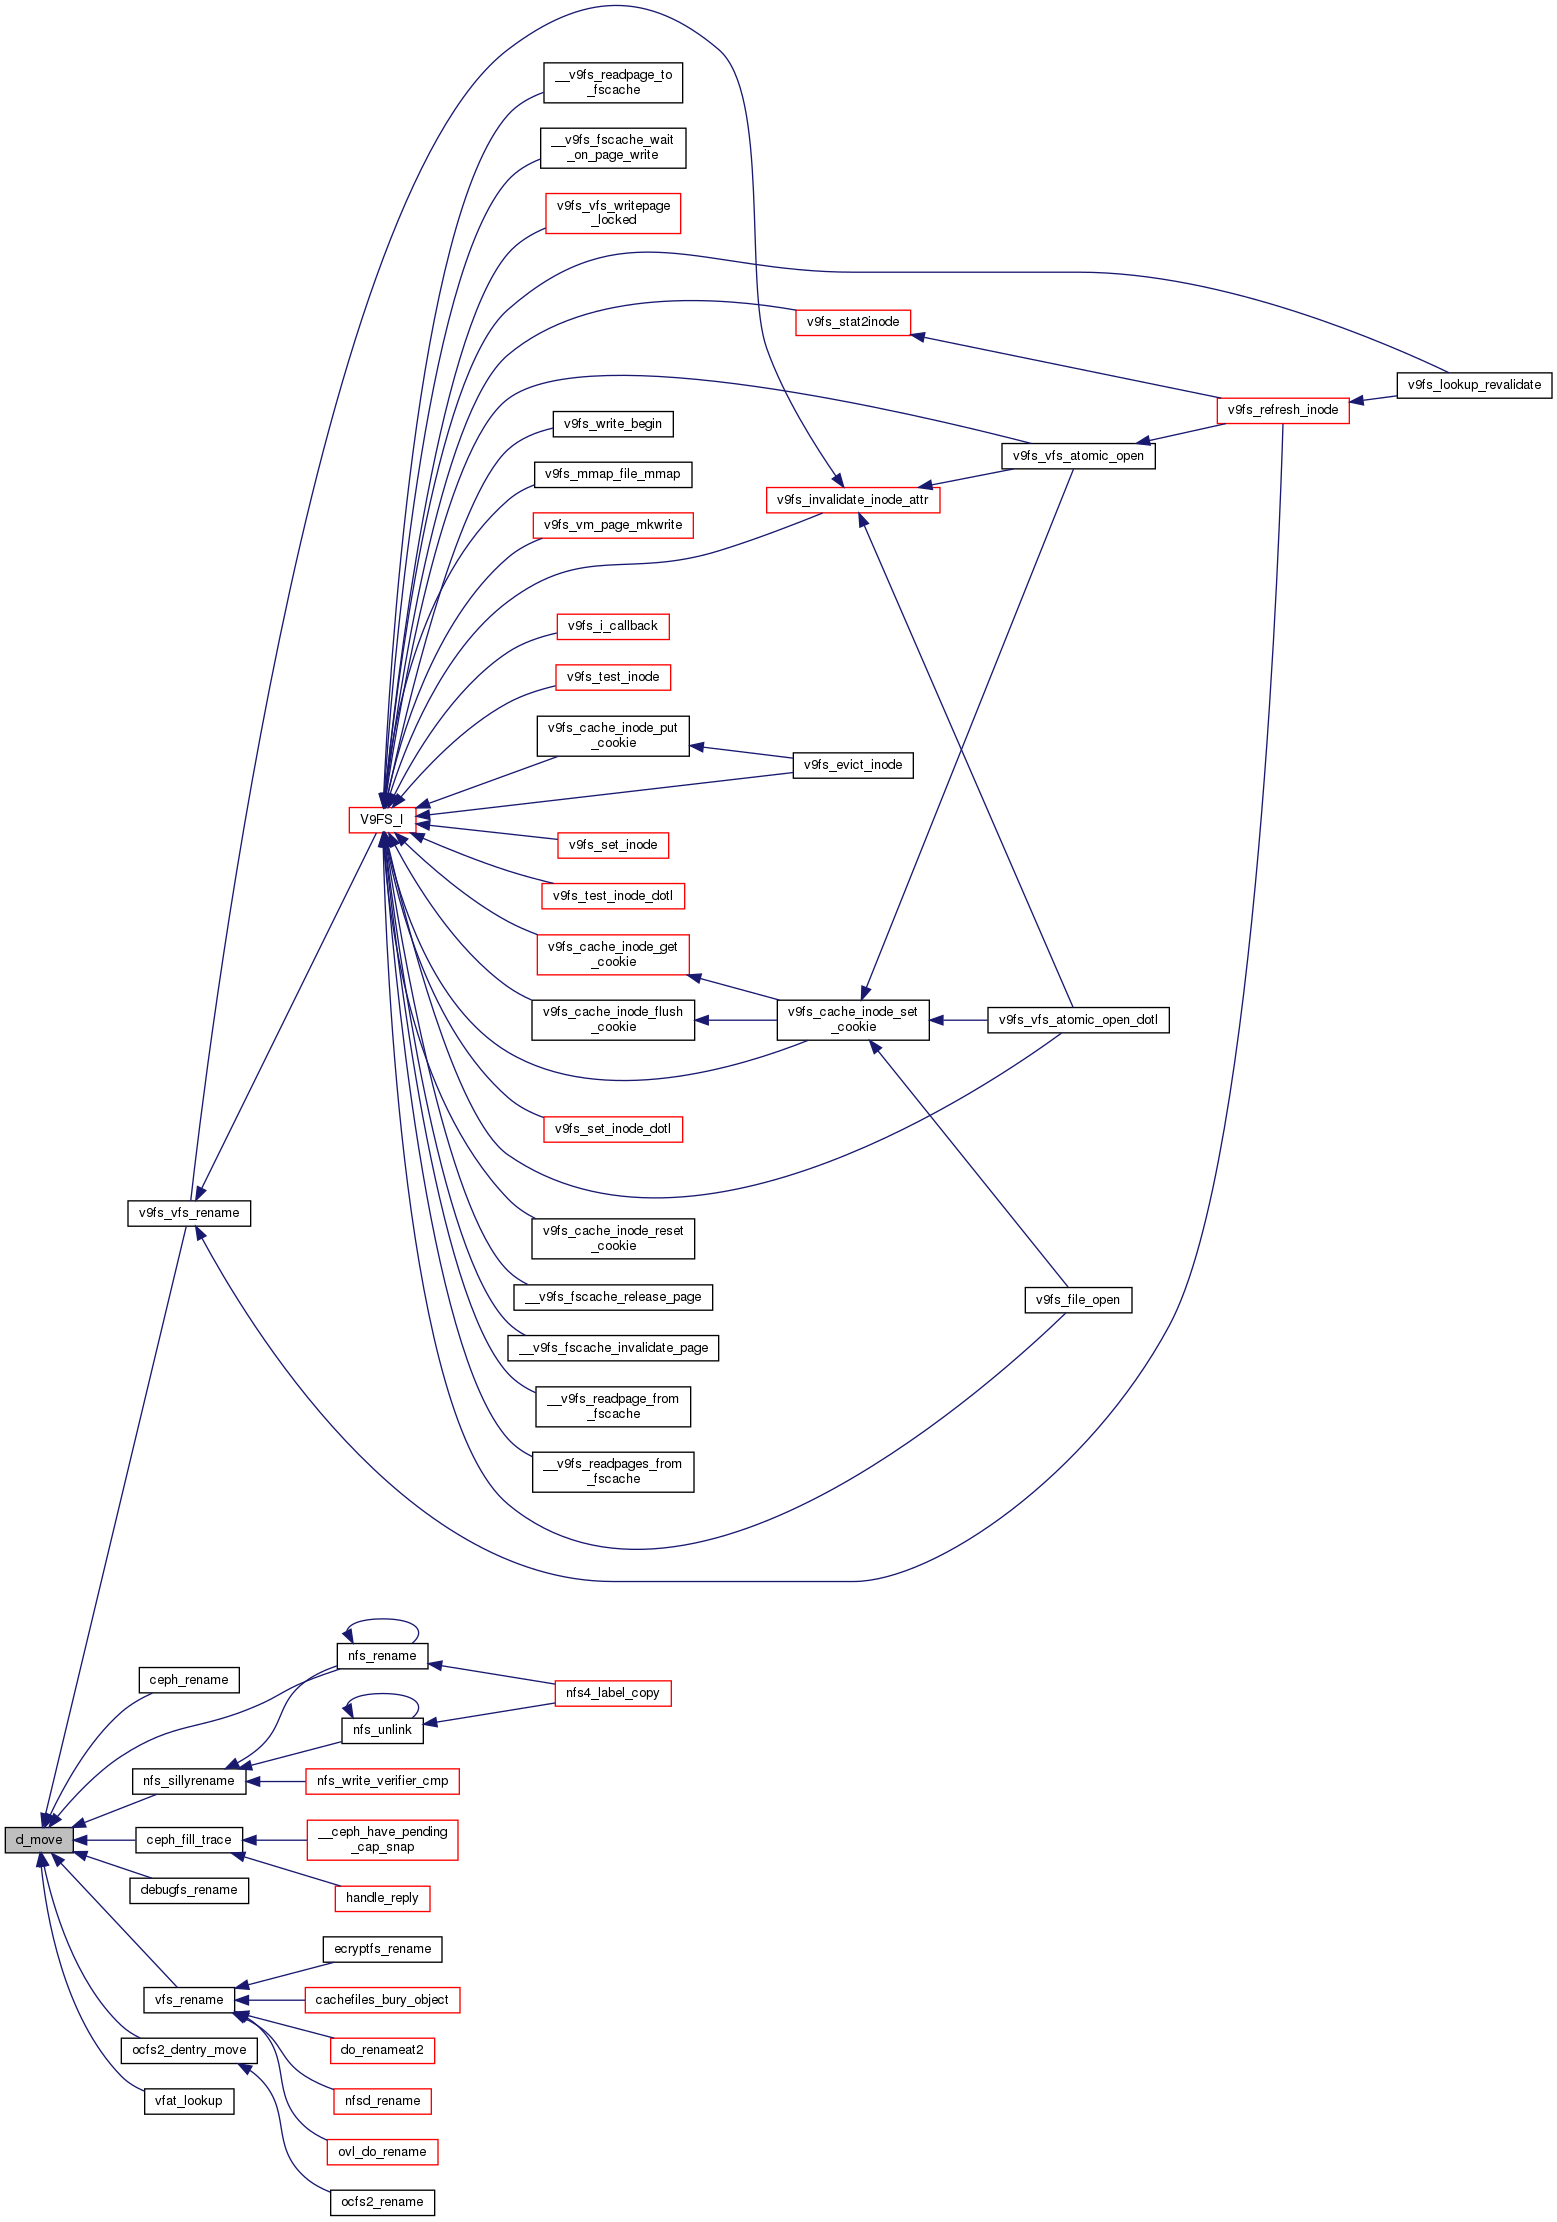 __v9fs_readpage_to
_fscache
__v9fs_fscache_wait
_on_page_write
v9fs_vfs_writepage
_locked
v9fs_stat2inode
v9fs_lookup_revalidate
v9fs_refresh_inode
v9fs_write_begin
v9fs_vfs_atomic_open
v9fs_mmap_file_mmap
v9fs_invalidate_inode_attr
v9fs_vm_page_mkwrite
v9fs_i_callback
v9fs_test_inode
v9fs_cache_inode_put
_cookie
v9fs_evict_inode
V9FS_I
v9fs_set_inode
v9fs_test_inode_dotl
v9fs_cache_inode_get
_cookie
v9fs_cache_inode_flush
_cookie
v9fs_cache_inode_set
_cookie
v9fs_vfs_atomic_open_dotl
v9fs_set_inode_dotl
v9fs_vfs_rename
v9fs_cache_inode_reset
_cookie
__v9fs_fscache_release_page
v9fs_file_open
__v9fs_fscache_invalidate_page
__v9fs_readpage_from
_fscache
__v9fs_readpages_from
_fscache
nfs_rename
ceph_rename
nfs4_label_copy
nfs_unlink
nfs_sillyrename
nfs_write_verifier_cmp
d_move
ceph_fill_trace
__ceph_have_pending
_cap_snap
debugfs_rename
handle_reply
ecryptfs_rename
vfs_rename
cachefiles_bury_object
ocfs2_dentry_move
do_renameat2
vfat_lookup
nfsd_rename
ovl_do_rename
ocfs2_rename